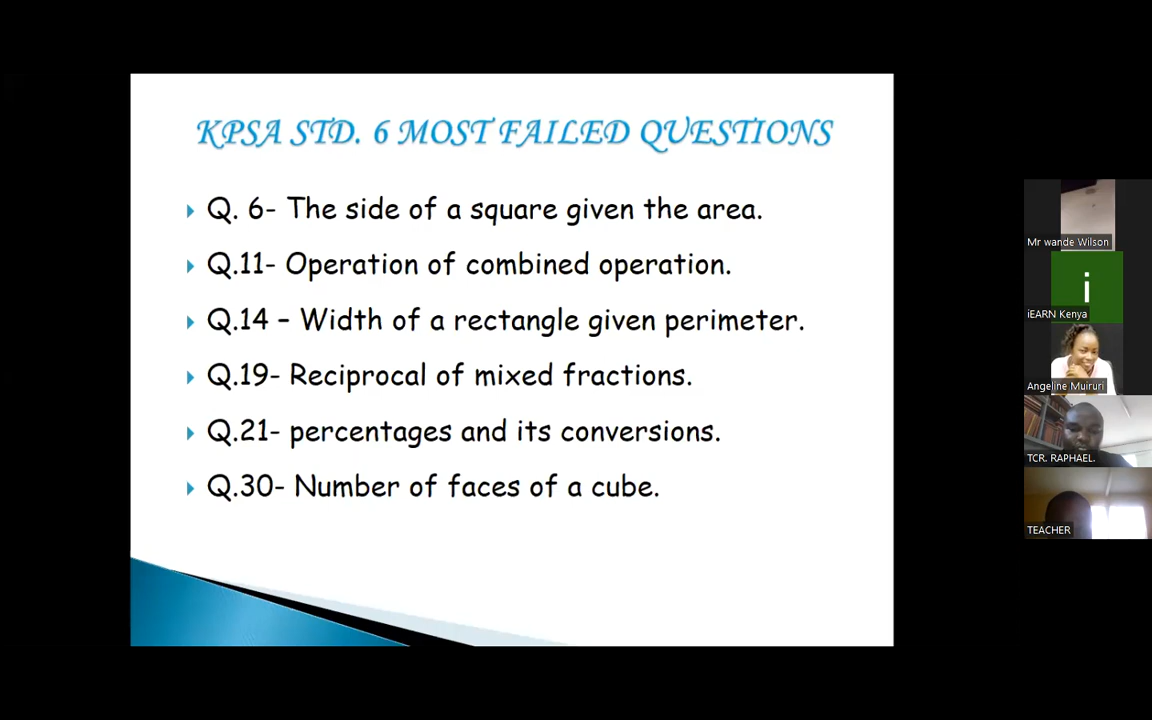 KPSA STD. 6 MOST FAILED QUESTIONS
Q. 6- The side of a square given the area.
Q.11- Operation of combined operation.
Q.14 – Width of a rectangle given perimeter.
Q.19- Reciprocal of mixed fractions.
Q.21- percentages and its conversions.
Q.30- Number of faces of a cube.
Mr wande Wilson
i
iEARN Kenya
Angeline Muiruri
TCR. RAPHAEL.
TEACHER